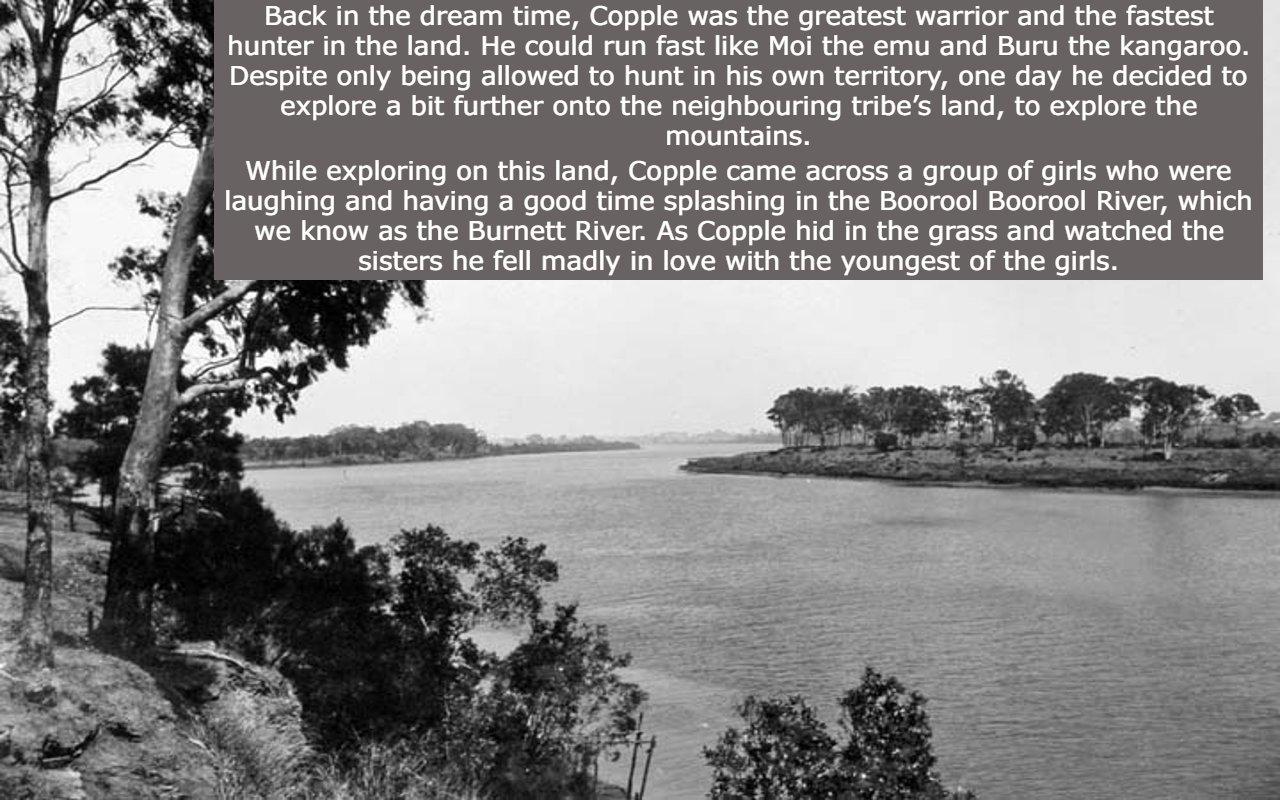 Back in the dream time, Copple was the greatest warrior and the fastest
hunter in the land. He could run fast like Moi the emu and Buru the kangaroo.
Despite only being allowed to hunt in his own territory, one day he decided to
explore a bit further onto the neighbouring tribe’s land, to explore the
mountains.
While exploring on this land, Copple came across a group of girls who were
laughing and having a good time splashing in the Boorool Boorool River, which
we know as the Burnett River. As Copple hid in the grass and watched the
sisters he fell madly in love with the youngest of the girls.